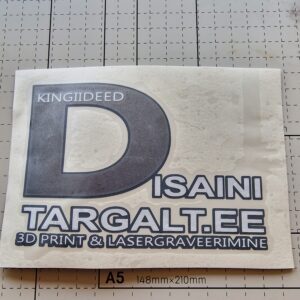 KINGIIDEED
DISAINI
TARGALT.EE
3D PRINT & LASERGRAVEERIMINE
A5 148mm×210mm